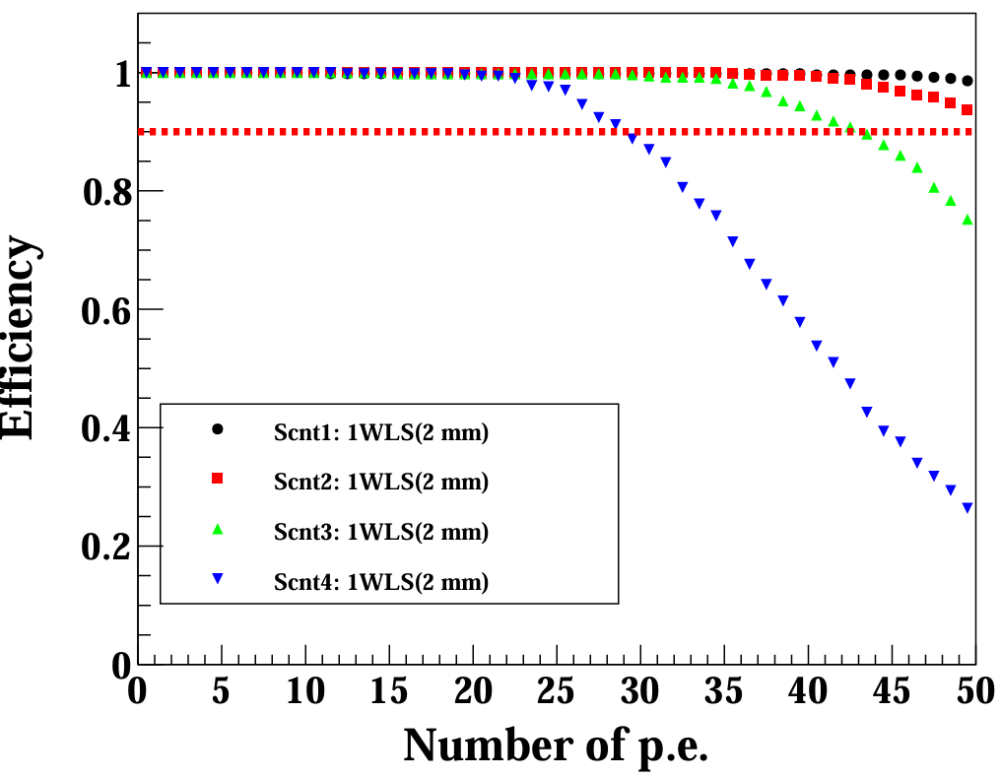 Efficiency
1
0.8
0.6
0.4
0.2
0
Scnt1: 1WLS(2 mm)
Scnt2: 1WLS(2 mm)
Scnt3: 1WLS(2 mm)
Scnt4: 1WLS(2 mm)
0 5 10 15 20 25 30 35 40 45 50
Number of p.e.